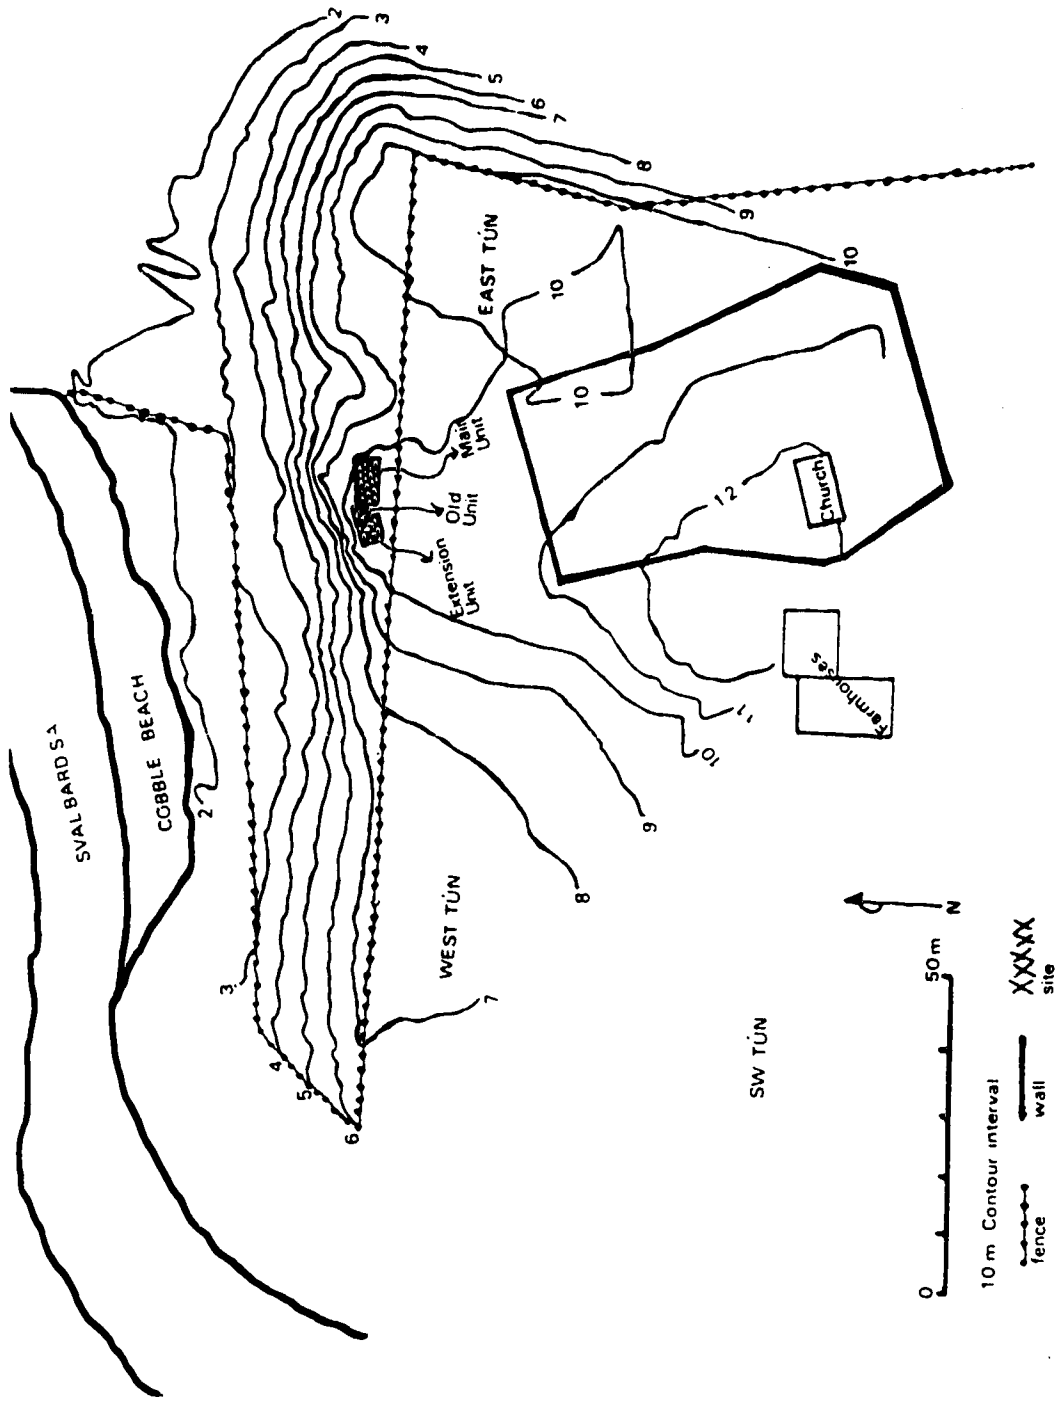 SVALBARD S^A
COBBLE BEACH
2
3
4
5
6
7
8
9
10
2
3
4
5
6
7
8
9
10
11
12
10
10
EAST TÚN
WEST TÚN
SW TÚN
Main
Unit
Old
Unit
Extension
Unit
Church
Farmhouses
N
0
50m
10m Contour interval
fence
wall
XXXXX
site